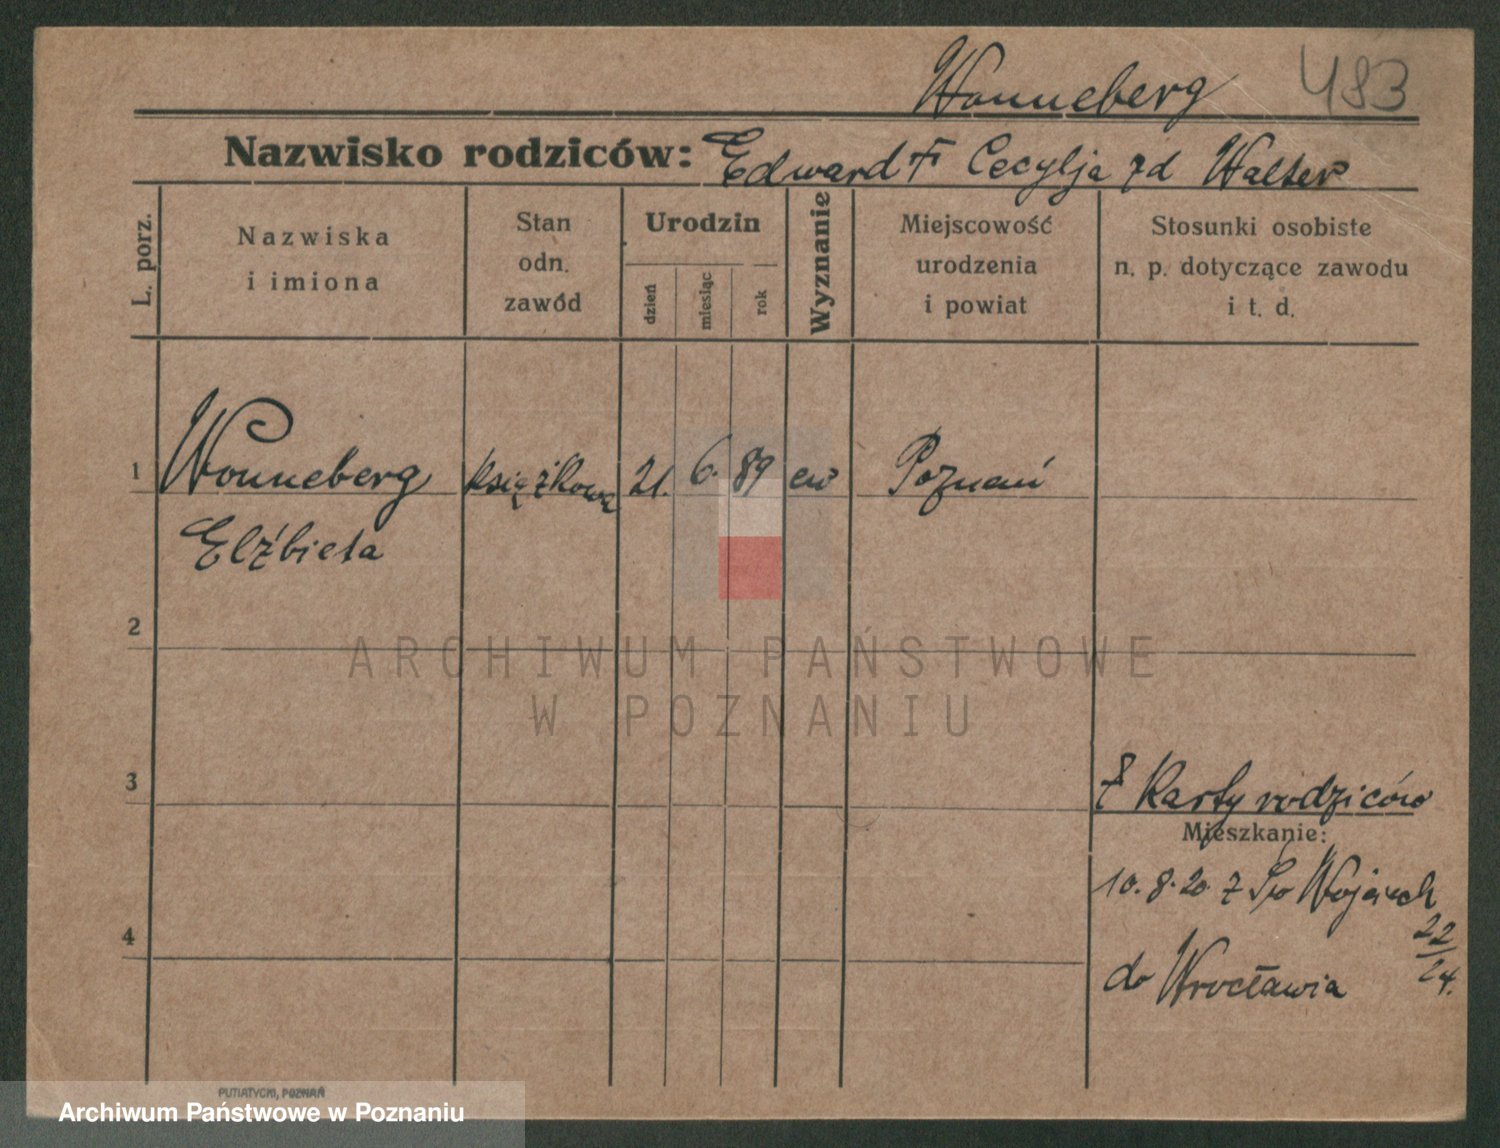 Wonneberg 483
Nazwisko rodziców: Edward Cecylja zd Walter
L. porz.
Nazwiska
i imiona
Stan
odn.
zawód
Urodzin
dzień
miesiąc
rok
Wyznanie
Miejscowość
urodzenia
i powiat
Stosunki osobiste
n. p. dotyczące zawodu
i t. d.
1 Wonneberg książkowa 21. 6. 89 ew Poznań
Elżbieta
2
ARCHIWUM PAŃSTWOWE
W POZNANIU
3
Z Karty rodziców
Mieszkanie:
10.8.20. z Św Wojciech
22/24.
4
do Wrocławia
PUTIATYCKI, POZNAŃ
Archiwum Państwowe w Poznaniu